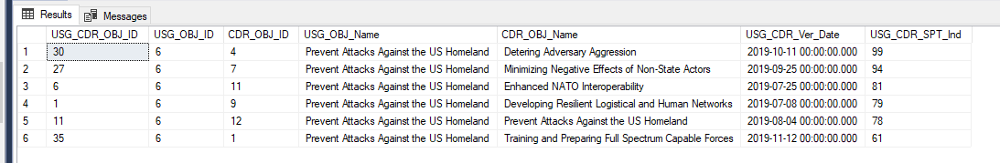 Results Messages
USG_CDR_OBJ_ID USG_OBJ_ID CDR_OBJ_ID USG_OBJ_Name CDR_OBJ_Name USG_CDR_Ver_Date USG_CDR_SPT_Ind
1 30 6 4 Prevent Attacks Against the US Homeland Detering Adversary Aggression 2019-10-11 00:00:00.000 99
2 27 6 7 Prevent Attacks Against the US Homeland Minimizing Negative Effects of Non-State Actors 2019-09-25 00:00:00.000 94
3 6 6 11 Prevent Attacks Against the US Homeland Enhanced NATO Interoperability 2019-07-25 00:00:00.000 81
4 1 6 9 Prevent Attacks Against the US Homeland Developing Resilient Logistical and Human Networks 2019-07-08 00:00:00.000 79
5 11 6 12 Prevent Attacks Against the US Homeland Prevent Attacks Against the US Homeland 2019-08-04 00:00:00.000 78
6 35 6 1 Prevent Attacks Against the US Homeland Training and Preparing Full Spectrum Capable Forces 2019-11-12 00:00:00.000 61